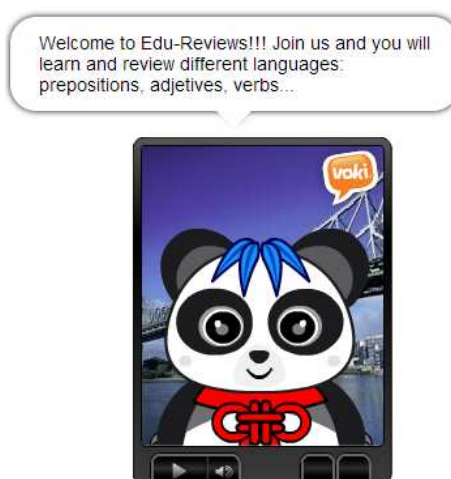 Welcome to Edu-Reviews!!! Join us and you will
learn and review different languages:
prepositions, adjetives, verbs...
voki